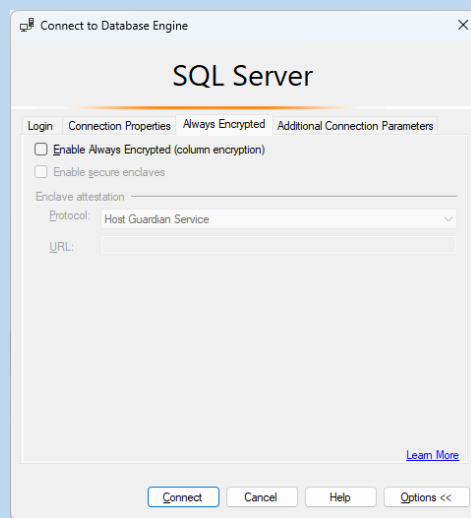 Connect to Database Engine
SQL Server
Login Connection Properties Always Encrypted Additional Connection Parameters
Enable Always Encrypted (column encryption)
Enable secure enclaves
Enclave attestation
Protocol: Host Guardian Service
URL:
Learn More
Connect Cancel Help Options <<